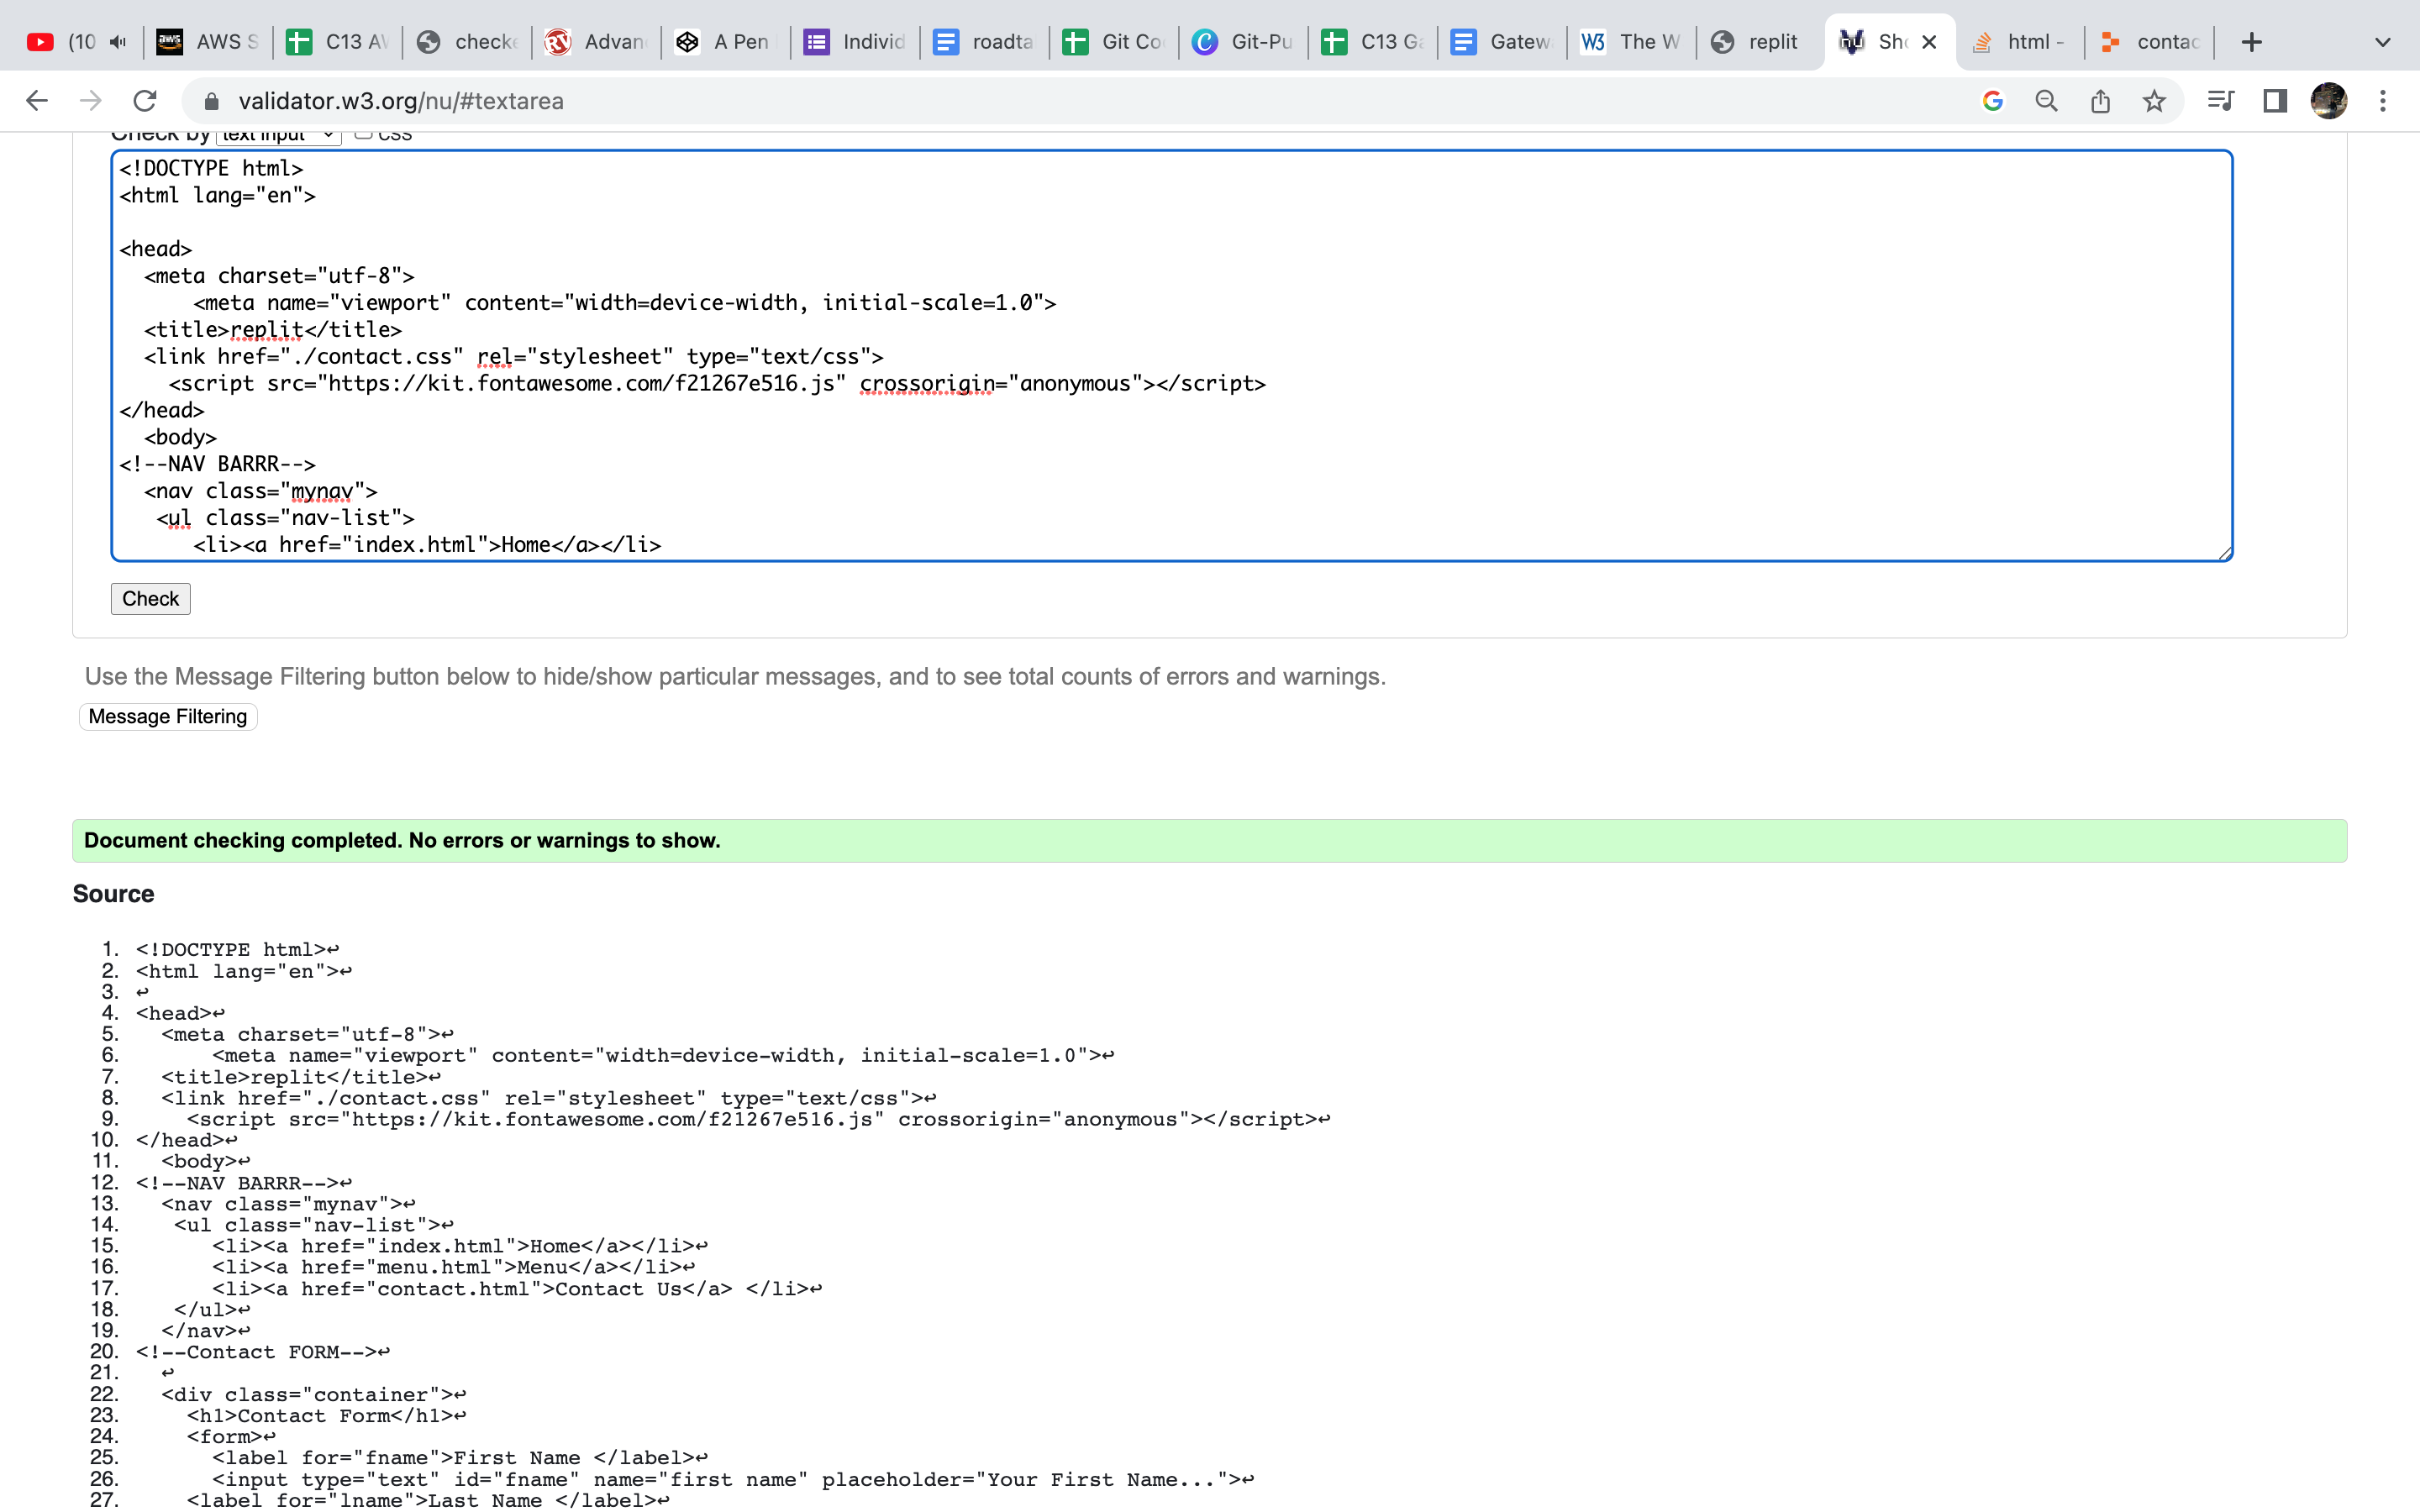 (10 AWS S C13 AV checke Advan A Pen Individ roadta Git Co Git-Pu C13 Ga Gatew W3 The W replit Sho html - contac
validator.w3.org/nu/#textarea
Check by text input css
<!DOCTYPE html>
<html lang="en">
<head>
<meta charset="utf-8">
<meta name="viewport" content="width=device-width, initial-scale=1.0">
<title>replit</title>
<link href="./contact.css" rel="stylesheet" type="text/css">
<script src="https://kit.fontawesome.com/f21267e516.js" crossorigin="anonymous"></script>
</head>
<body>
<!--NAV BARRR-->
<nav class="mynav">
<ul class="nav-list">
<li><a href="index.html">Home</a></li>
Check
Use the Message Filtering button below to hide/show particular messages, and to see total counts of errors and warnings.
Message Filtering
Document checking completed. No errors or warnings to show.
Source
1. <!DOCTYPE html>↩
2. <html lang="en">↩
3. ↩
4. <head>↩
5. <meta charset="utf-8">↩
6. <meta name="viewport" content="width=device-width, initial-scale=1.0">↩
7. <title>replit</title>↩
8. <link href="./contact.css" rel="stylesheet" type="text/css">↩
9. <script src="https://kit.fontawesome.com/f21267e516.js" crossorigin="anonymous"></script>↩
10. </head>↩
11. <body>↩
12. <!--NAV BARRR-->↩
13. <nav class="mynav">↩
14. <ul class="nav-list">↩
15. <li><a href="index.html">Home</a></li>↩
16. <li><a href="menu.html">Menu</a></li>↩
17. <li><a href="contact.html">Contact Us</a> </li>↩
18. </ul>↩
19. </nav>↩
20. <!--Contact FORM-->↩
21. ↩
22. <div class="container">↩
23. <h1>Contact Form</h1>↩
24. <form>↩
25. <label for="fname">First Name </label>↩
26. <input type="text" id="fname" name="first name" placeholder="Your First Name...">↩
27. <label for="lname">Last Name </label>↩